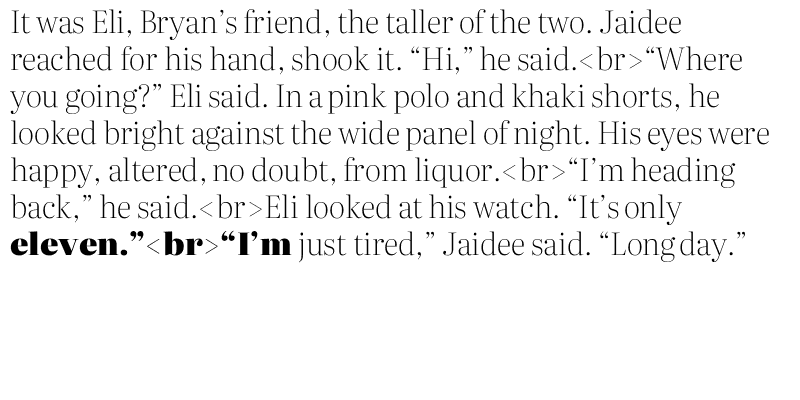 It was Eli, Bryan’s friend, the taller of the two. Jaidee
reached for his hand, shook it. “Hi,” he said.<br>“Where
you going?” Eli said. In a pink polo and khaki shorts, he
looked bright against the wide panel of night. His eyes were
happy, altered, no doubt, from liquor.<br>“I’m heading
back,” he said.<br>Eli looked at his watch. “It’s only
eleven.”<br>“I’m just tired,” Jaidee said. “Long day.”